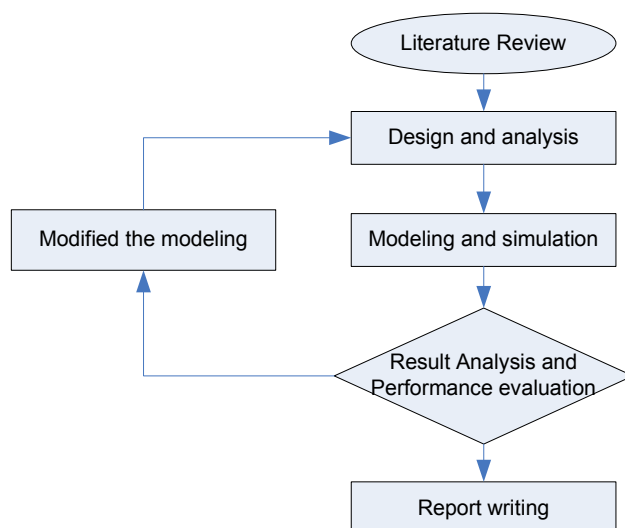 Literature Review
Design and analysis
Modified the modeling
Modeling and simulation
Result Analysis and
Performance evaluation
Report writing